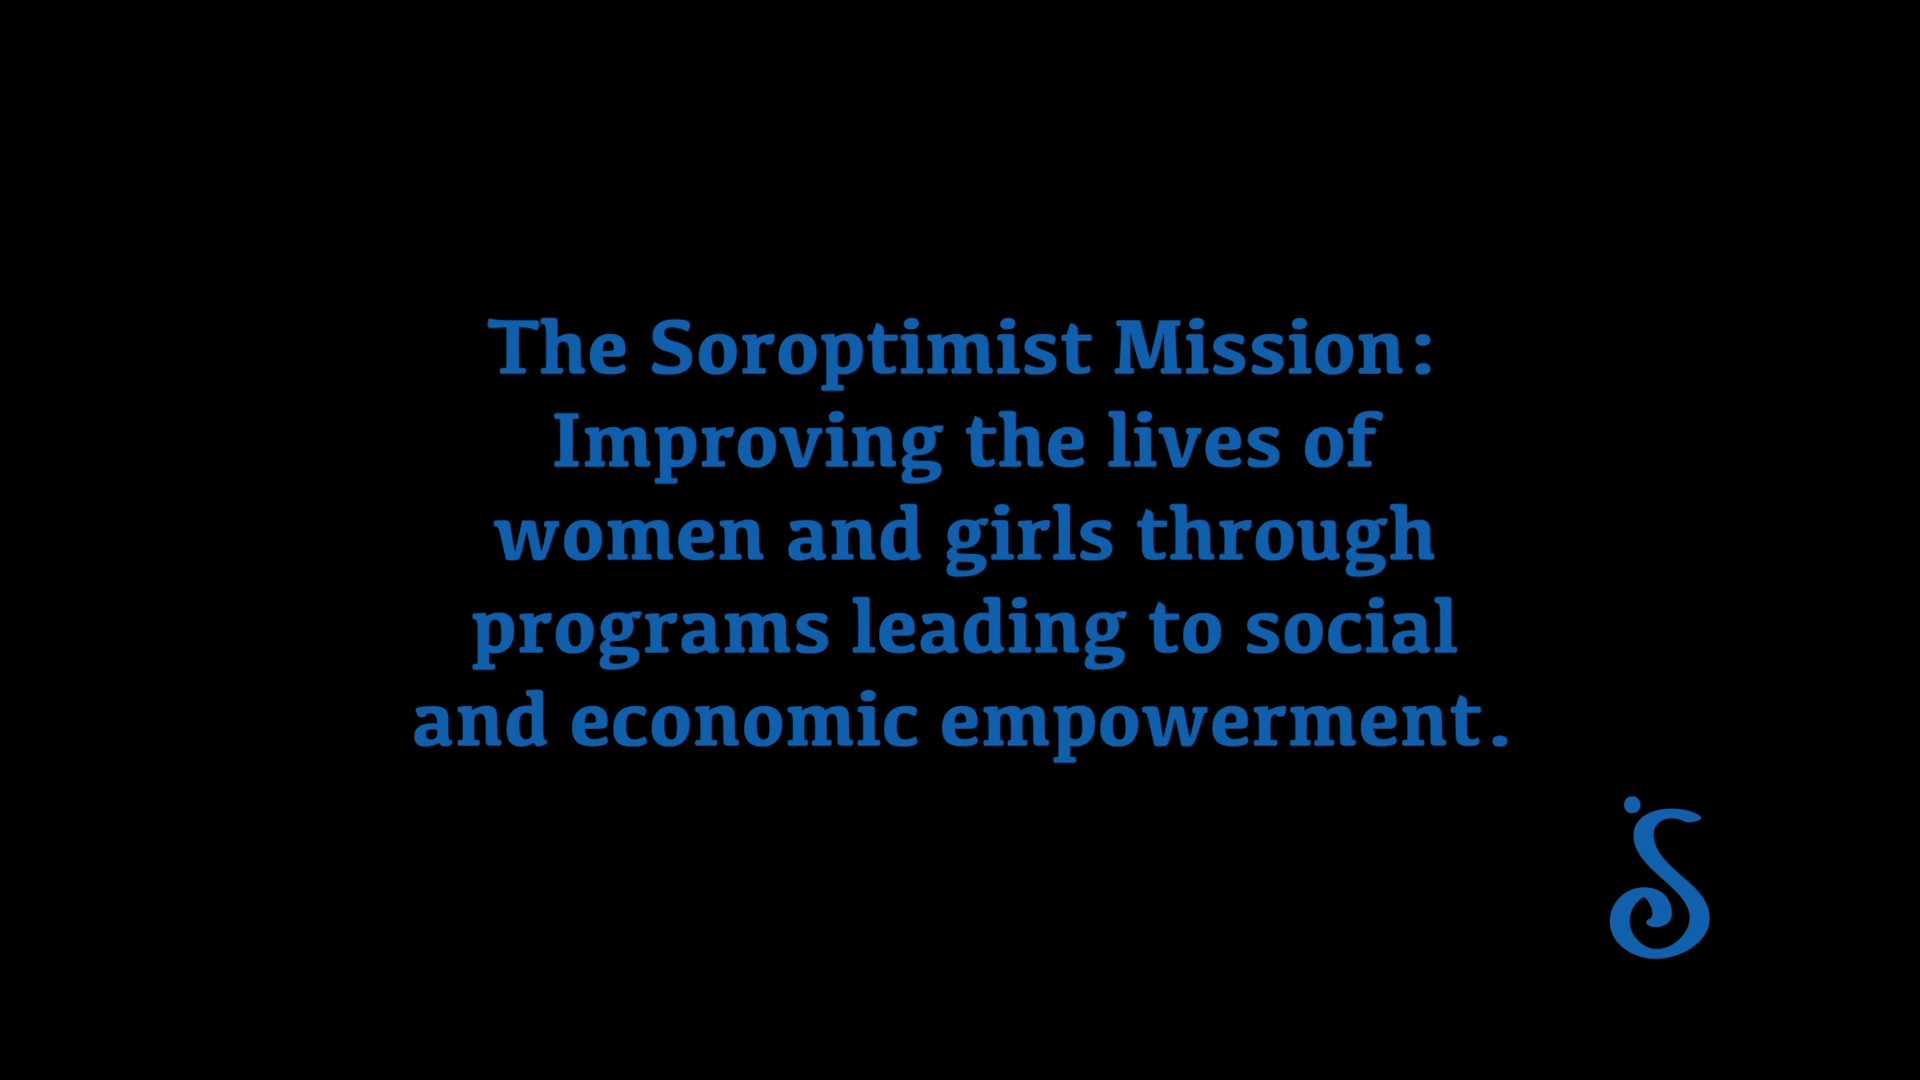 The Soroptimist Mission:
Improving the lives of
women and girls through
programs leading to social
and economic empowerment.
S